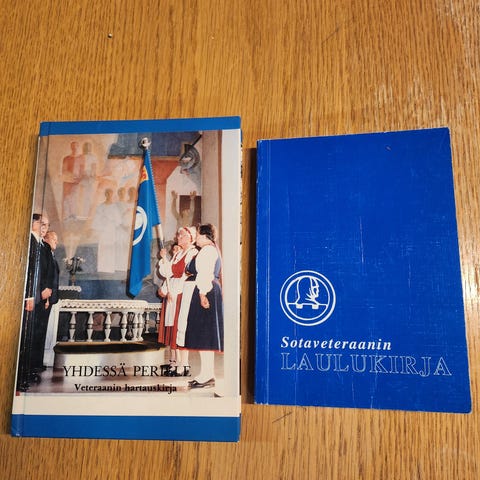 YHDESSÄ PERILLE
Veteraanin hartauskirja
Sotaveteraanin
LAULUKIRJA